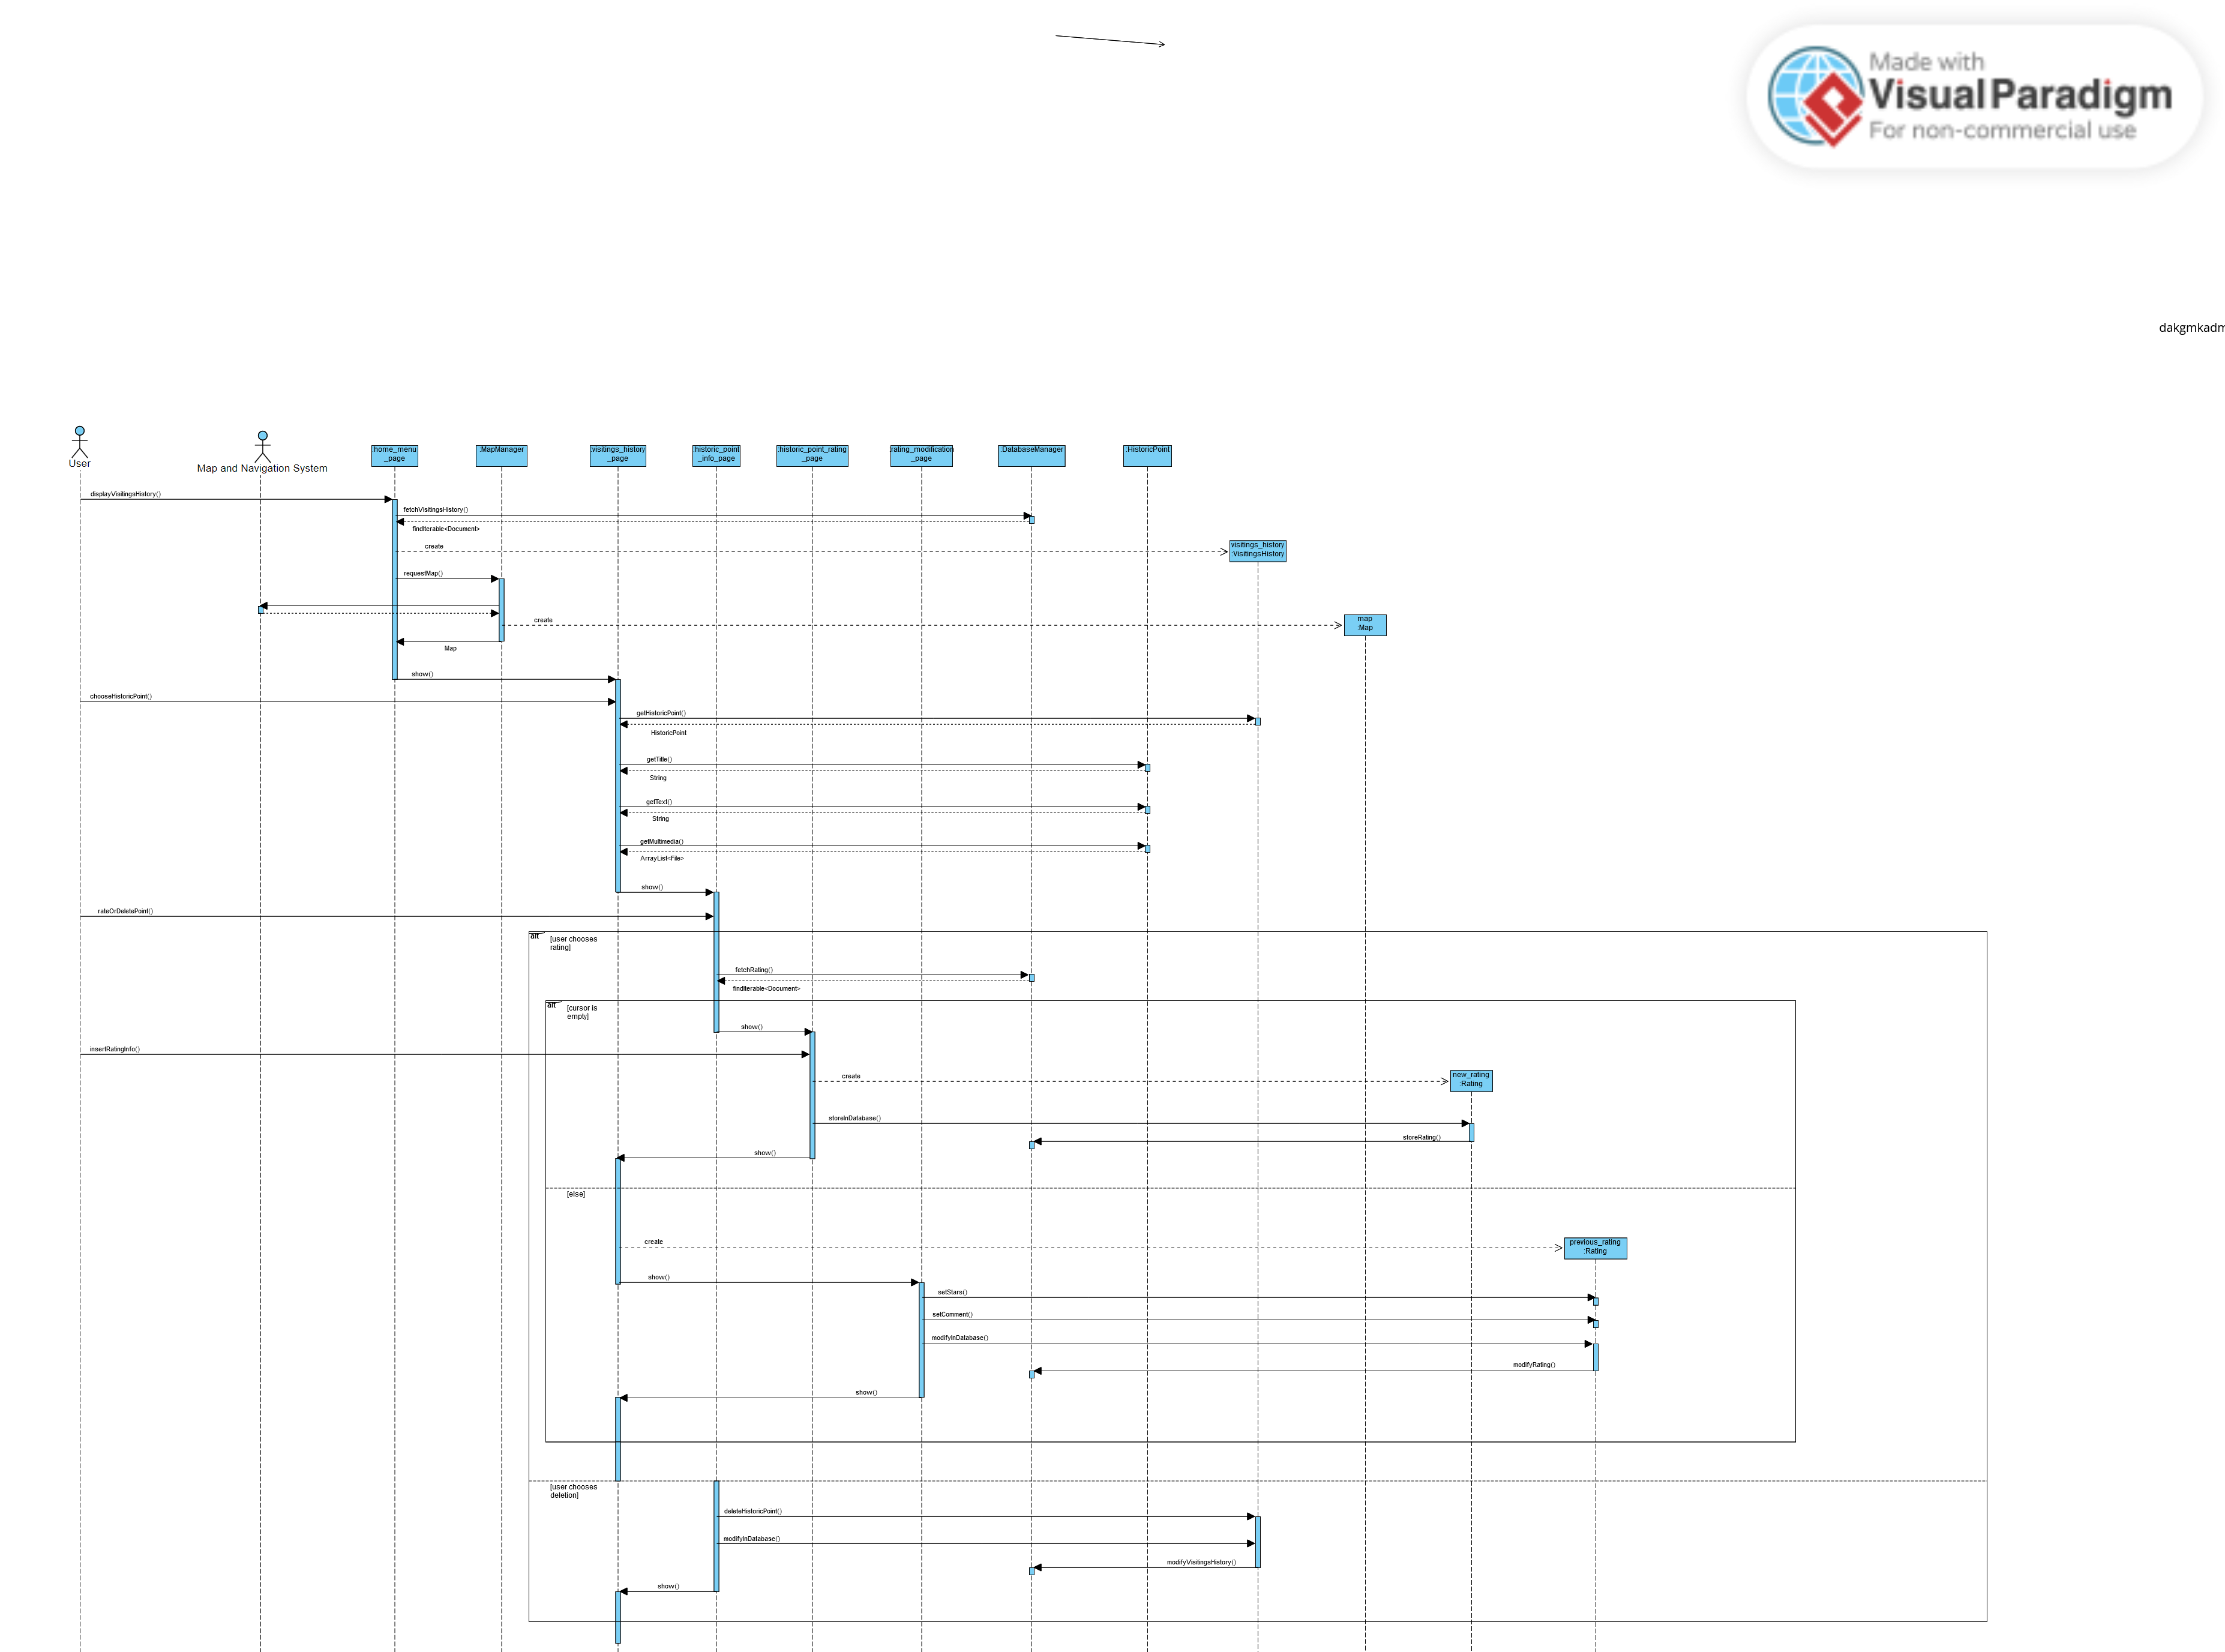 Made with
Visual Paradigm
For non-commercial use
dakgmkadm
User
Map and Navigation System
:home_menu
_page
:MapManager
:visitings_history
_page
:historic_point
_info_page
:historic_point_rating
_page
:rating_modification
_page
:DatabaseManager
:HistoricPoint
displayVisitingsHistory()
fetchVisitingsHistory()
findIterable<Document>
create
visitings_history
:VisitingsHistory
requestMap()
create
map
:Map
Map
show()
chooseHistoricPoint()
getHistoricPoint()
HistoricPoint
getTitle()
String
getText()
String
getMultimedia()
ArrayList<File>
show()
rateOrDeletePoint()
alt
[user chooses
rating]
fetchRating()
findIterable<Document>
alt
[cursor is
empty]
show()
insertRatingInfo()
create
new_rating
:Rating
storeInDatabase()
storeRating()
show()
[else]
create
previous_rating
:Rating
show()
setStars()
setComment()
modifyInDatabase()
modifyRating()
show()
[user chooses
deletion]
deleteHistoricPoint()
modifyInDatabase()
modifyVisitingsHistory()
show()